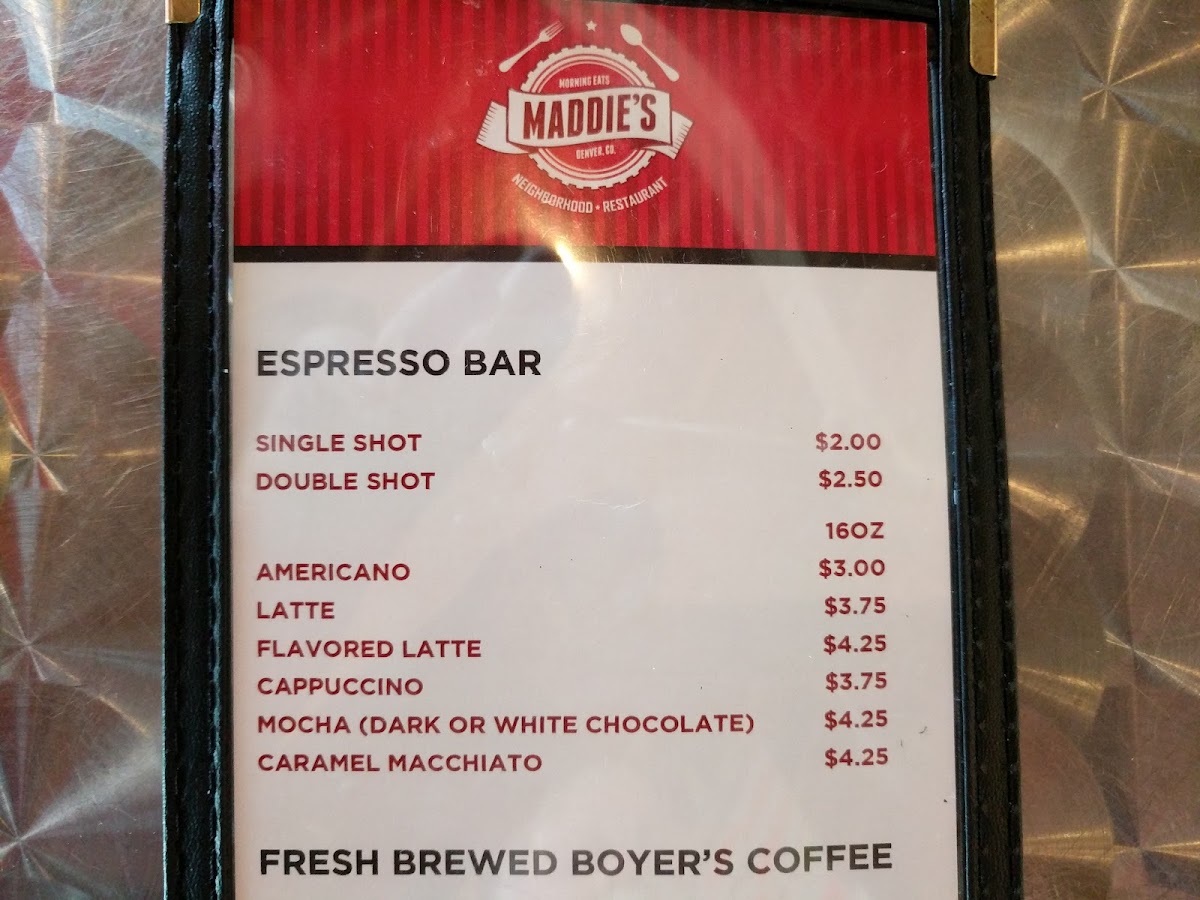 MORNING EATS
MADDIE'S
DENVER, CO.
NEIGHBORHOOD • RESTAURANT
ESPRESSO BAR
SINGLE SHOT $2.00
DOUBLE SHOT $2.50
16OZ
AMERICANO $3.00
LATTE $3.75
FLAVORED LATTE $4.25
CAPPUCCINO $3.75
MOCHA (DARK OR WHITE CHOCOLATE) $4.25
CARAMEL MACCHIATO $4.25
FRESH BREWED BOYER'S COFFEE